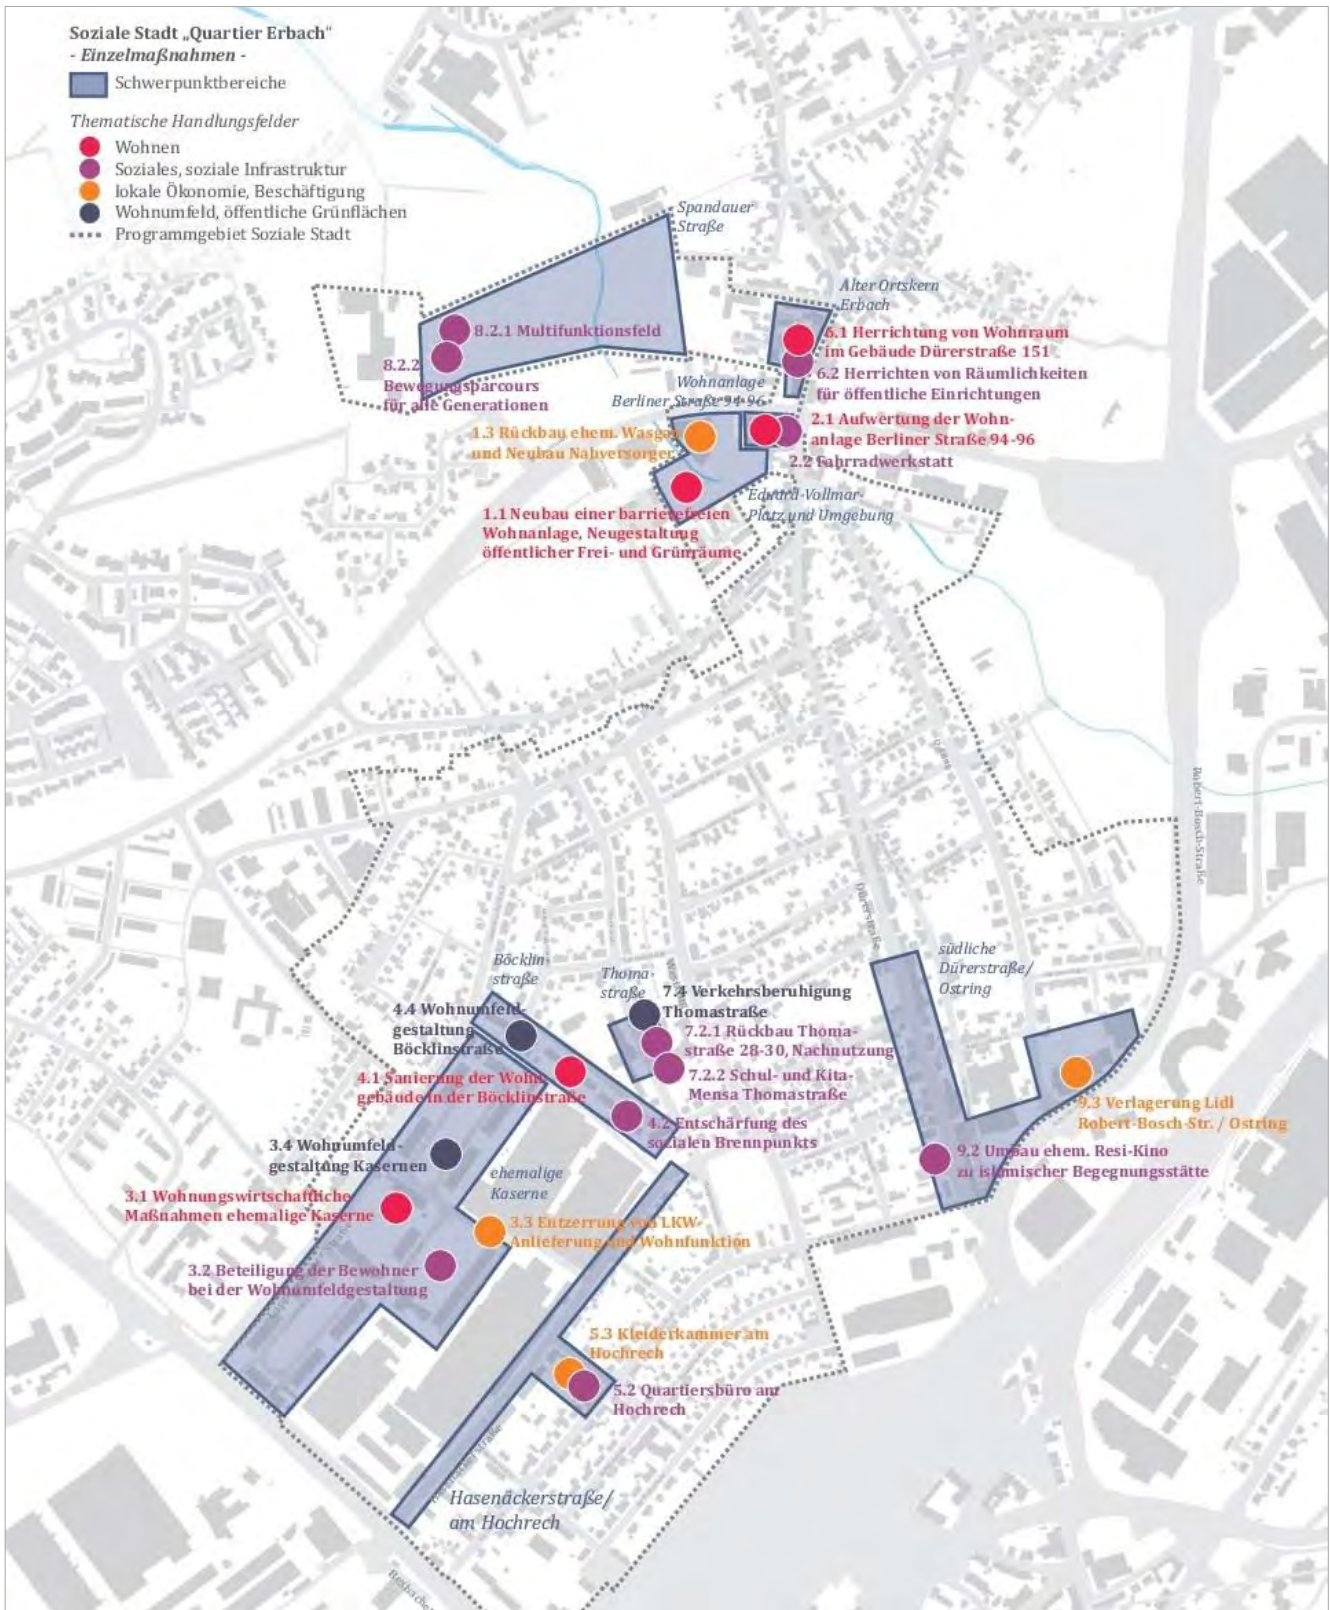 Soziale Stadt „Quartier Erbach“
- Einzelmaßnahmen -
Schwerpunktbereiche
Thematische Handlungsfelder
Wohnen
Soziales, soziale Infrastruktur
lokale Ökonomie, Beschäftigung
Wohnumfeld, öffentliche Grünflächen
Programmgebiet Soziale Stadt
Spandauer
Straße
Alter Ortskern
Erbach
8.2.1 Multifunktionsfeld
8.2.2
Bewegungsparcours
für alle Generationen
6.1 Herrichtung von Wohnraum
im Gebäude Dürerstraße 151
6.2 Herrichten von Räumlichkeiten
für öffentliche Einrichtungen
Wohnanlage
Berliner Straße 94-96
1.3 Rückbau ehem. Wasgau
und Neubau Nahversorger
2.1 Aufwertung der Wohn-
anlage Berliner Straße 94-96
2.2 Fahrradwerkstatt
Edward-Vollmar-
Platz und Umgebung
1.1 Neubau einer barrierefreien
Wohnanlage, Neugestaltung
öffentlicher Frei- und Grünräume
Robert-Bosch-Straße
Dürerstraße
südliche
Dürerstraße/
Ostring
Böcklin-
straße
Thoma-
straße
4.4 Wohnumfeld-
gestaltung
Böcklinstraße
7.4 Verkehrsberuhigung
Thomastraße
7.2.1 Rückbau Thoma-
straße 28-30, Nachnutzung
7.2.2 Schul- und Kita-
Mensa Thomastraße
4.1 Sanierung der Wohn-
gebäude in der Böcklinstraße
4.2 Entschärfung des
sozialen Brennpunkts
9.3 Verlagerung Lidl
Robert-Bosch-Str. / Ostring
9.2 Umbau ehem. Resi-Kino
zu islamischer Begegnungsstätte
3.4 Wohnumfeld-
gestaltung Kasernen
ehemalige
Kaserne
3.1 Wohnungswirtschaftliche
Maßnahmen ehemalige Kaserne
3.3 Entzerrung von LKW-
Anlieferung und Wohnfunktion
3.2 Beteiligung der Bewohner
bei der Wohnumfeldgestaltung
5.3 Kleiderkammer am
Hochrech
5.2 Quartiersbüro am
Hochrech
Hasenäckerstraße/
am Hochrech